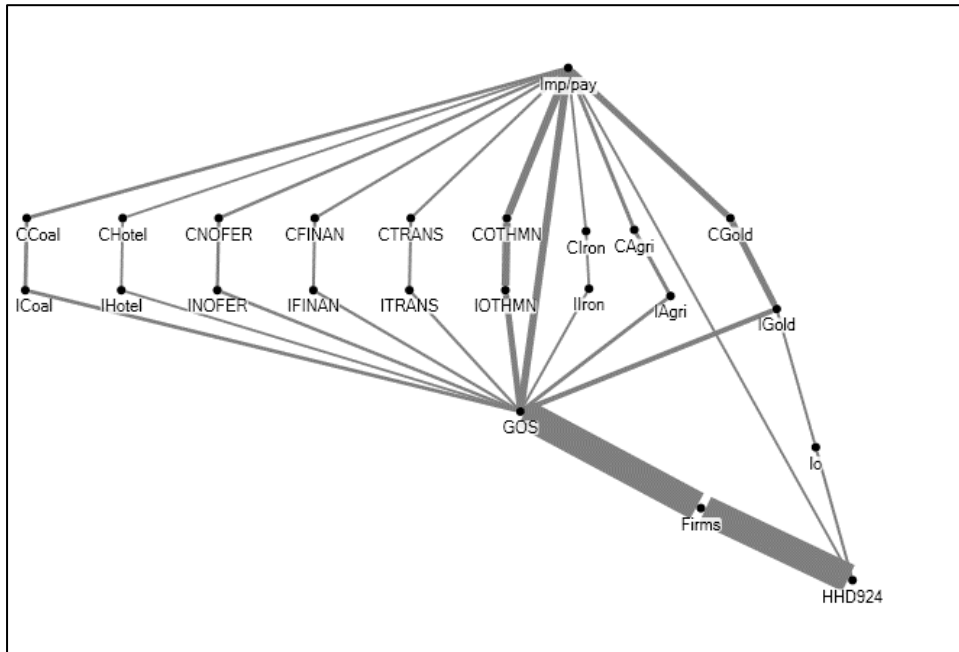 Imp/pay
CCoal
CHotel
CNOFER
CFINAN
CTRANS
COTHMN
CIron
CAgri
CGold
ICoal
IHotel
INOFER
IFINAN
ITRANS
IOTHMN
IIron
IAgri
IGold
GOS
Io
Firms
HHD924